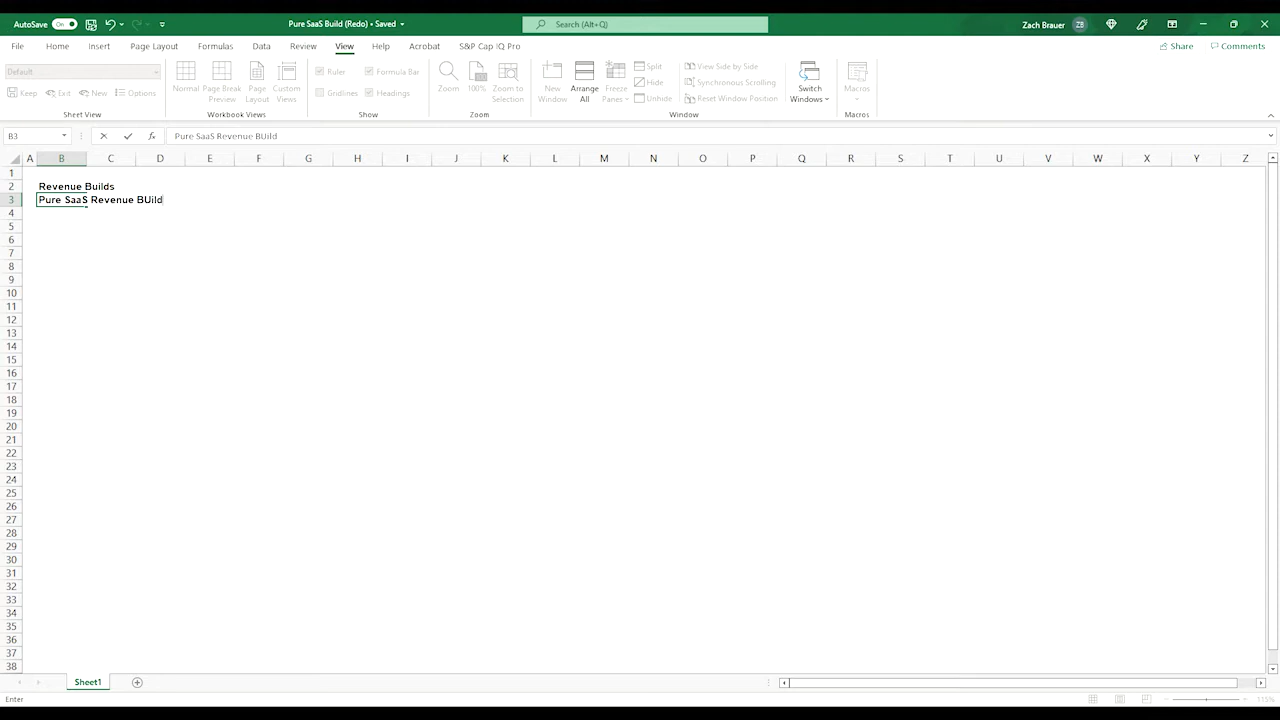 AutoSave On Pure SaaS Build (Redo) • Saved Search (Alt+Q) Zach Brauer ZB
File Home Insert Page Layout Formulas Data Review View Help Acrobat S&P Cap IQ Pro Share Comments
Default
Keep Exit New Options
Sheet View
Normal Page Break Preview Page Layout Custom Views
Workbook Views
Ruler Formula Bar
Gridlines Headings
Show
Zoom 100% Zoom to Selection
Zoom
New Window Arrange All Freeze Panes Split Hide Unhide View Side by Side Synchronous Scrolling Reset Window Position Switch Windows
Window
Macros
Macros
B3 fx Pure SaaS Revenue BUild
A B C D E F G H I J K L M N O P Q R S T U V W X Y Z
1
2 Revenue Builds
3 Pure SaaS Revenue BUild
4
5
6
7
8
9
10
11
12
13
14
15
16
17
18
19
20
21
22
23
24
25
26
27
28
29
30
31
32
33
34
35
36
37
38
Sheet1
Enter 115%